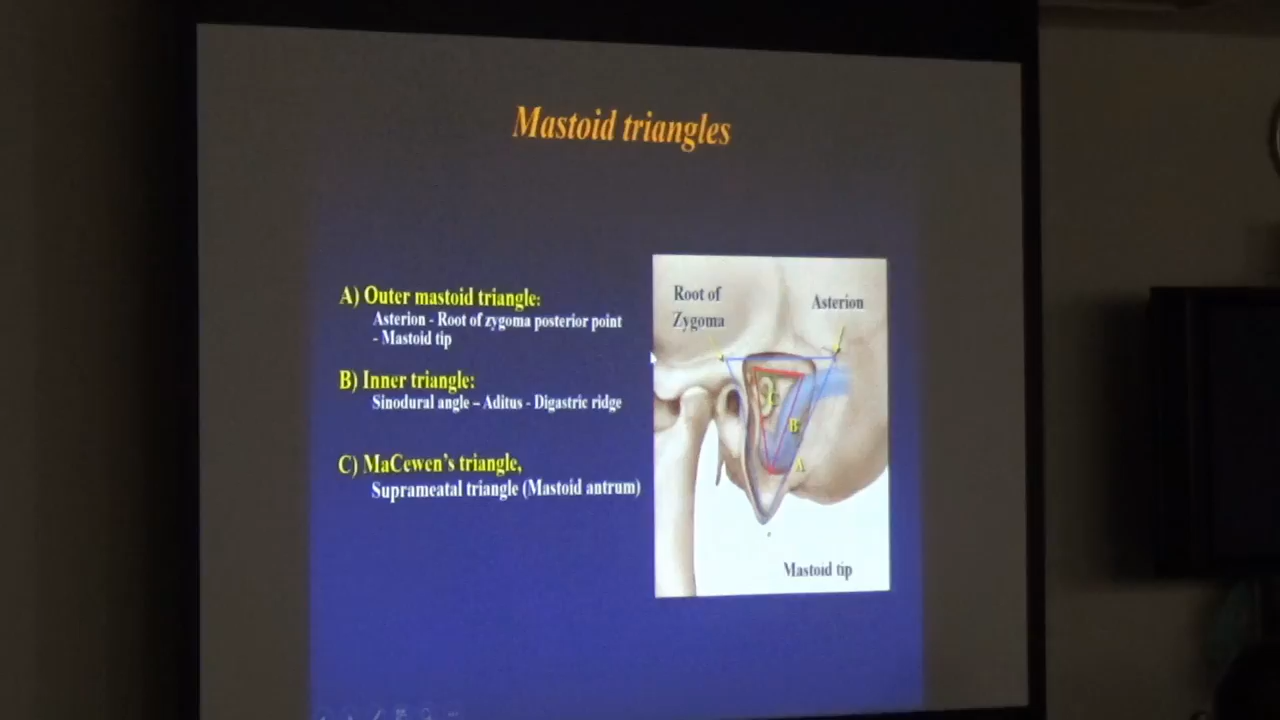 Mastoid triangles
A) Outer mastoid triangle:
Asterion - Root of zygoma posterior point
- Mastoid tip
B) Inner triangle:
Sinodural angle – Aditus - Digastric ridge
C) MaCewen's triangle,
Suprameatal triangle (Mastoid antrum)
Root of
Zygoma
Asterion
B
A
Mastoid tip